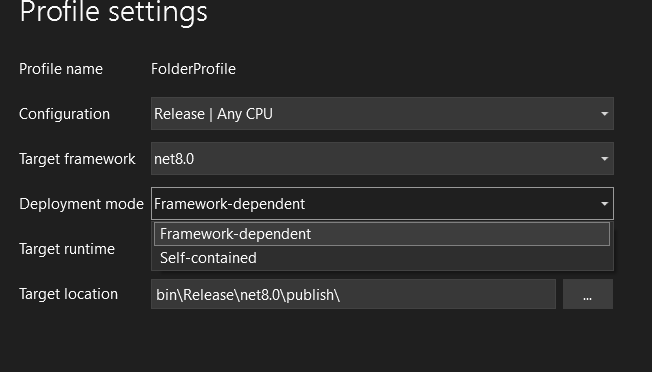 Profile settings
Profile name FolderProfile
Configuration Release | Any CPU
Target framework net8.0
Deployment mode Framework-dependent
Framework-dependent
Target runtime
Self-contained
Target location bin\Release\net8.0\publish\ ...